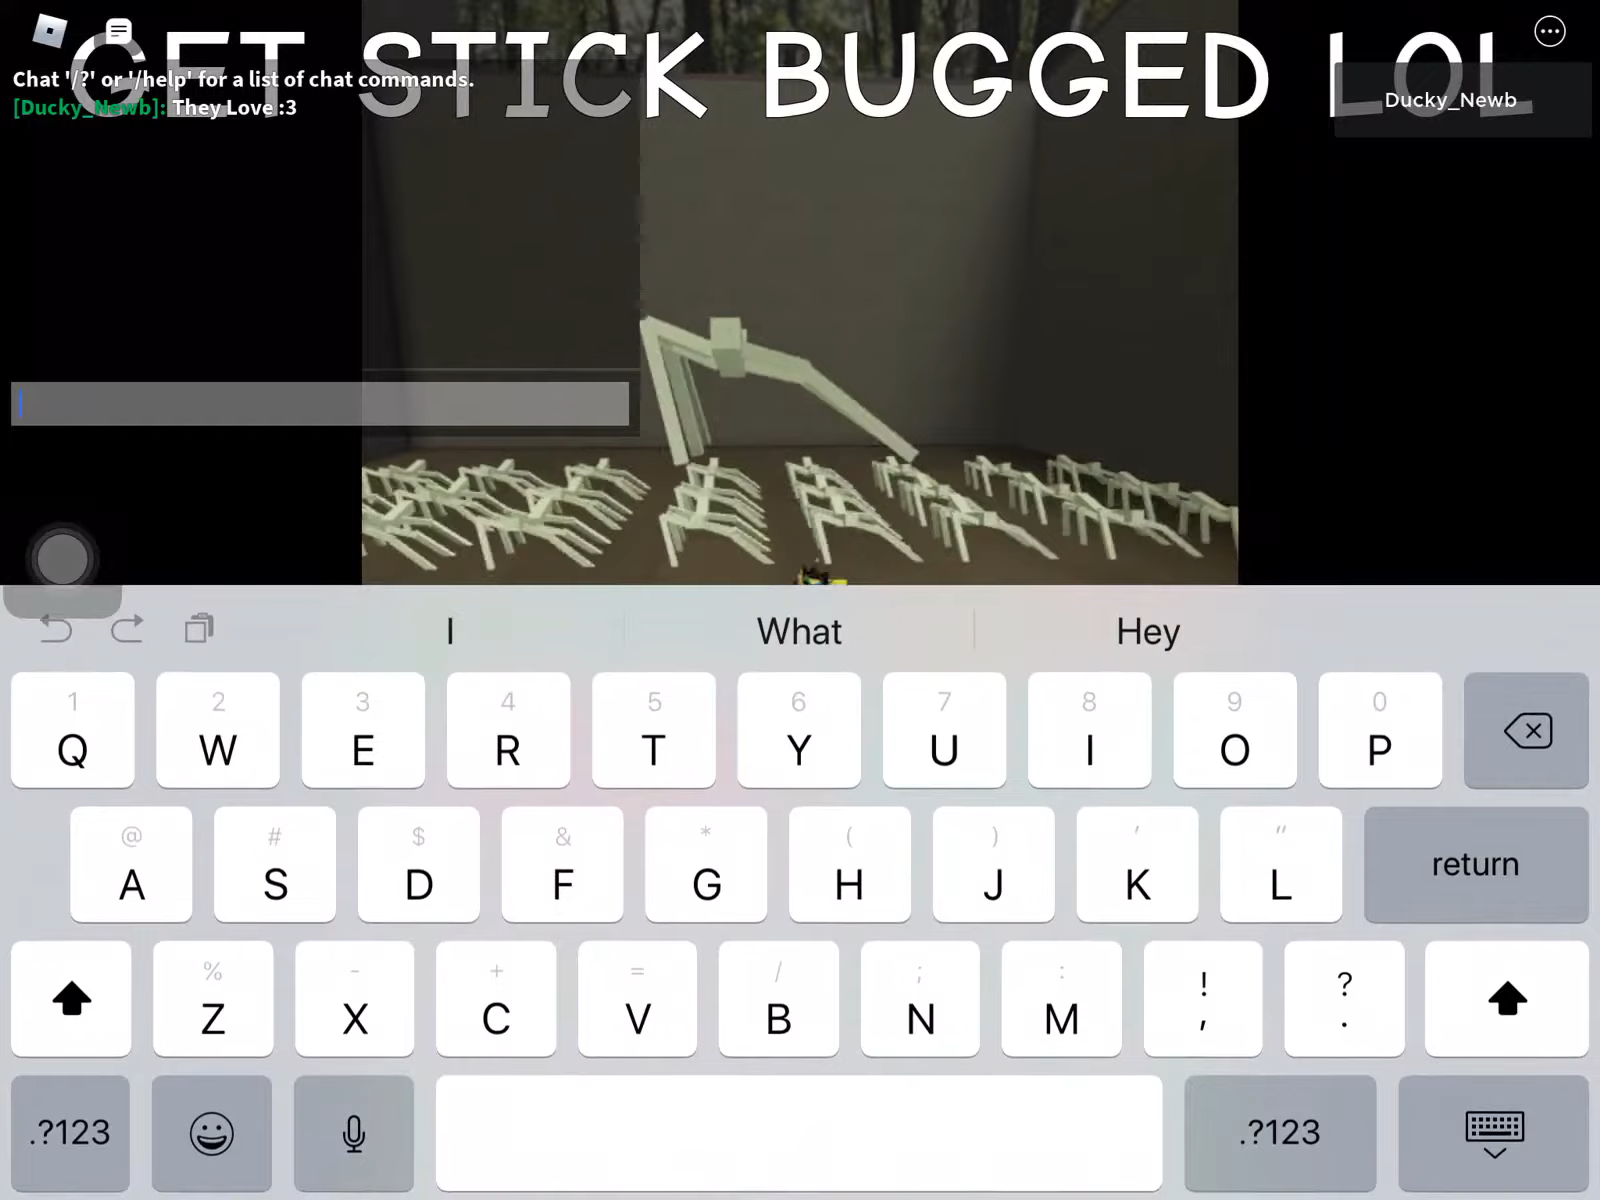 GET STICK BUGGED LOL
Chat '/?' or '/help' for a list of chat commands.
[Ducky_Newb]: They Love :3
Ducky_Newb
I What Hey
1 2 3 4 5 6 7 8 9 0
Q W E R T Y U I O P
@ # $ & * ( ) ' "
A S D F G H J K L return
% - + = / ; : ! ?
Z X C V B N M , .
.?123 .?123